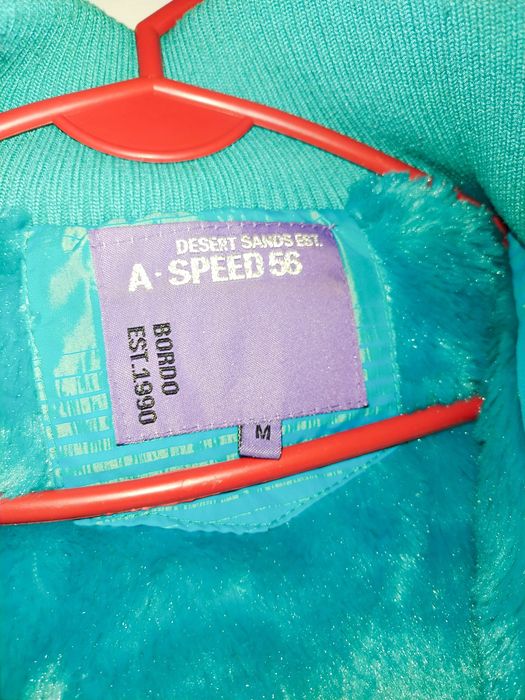 DESERT SANDS EST.
A-SPEED 56
BORDO
EST.1990
M